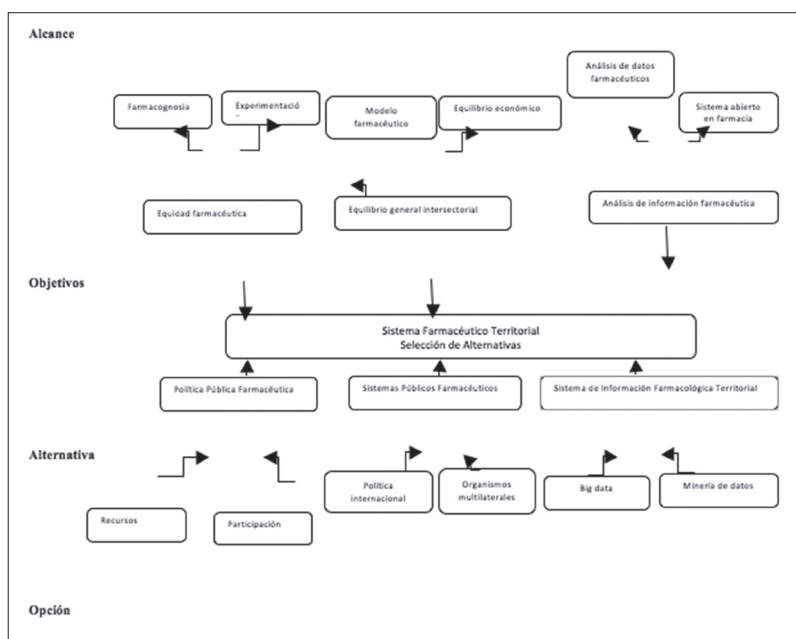 Alcance
Análisis de datos
farmacéuticos
Farmacognosia
Experimentació
Modelo
farmacéutico
Equilibrio económico
Sistema abierto
en farmacia
Equidad farmacéutica
Equilibrio general intersectorial
Análisis de información farmacéutica
Objetivos
Sistema Farmacéutico Territorial
Selección de Alternativas
Política Pública Farmacéutica
Sistemas Públicos Farmacéuticos
Sistema de Información Farmacológica Territorial
Alternativa
Recursos
Participación
Política
internacional
Organismos
multilaterales
Big data
Minería de datos
Opción